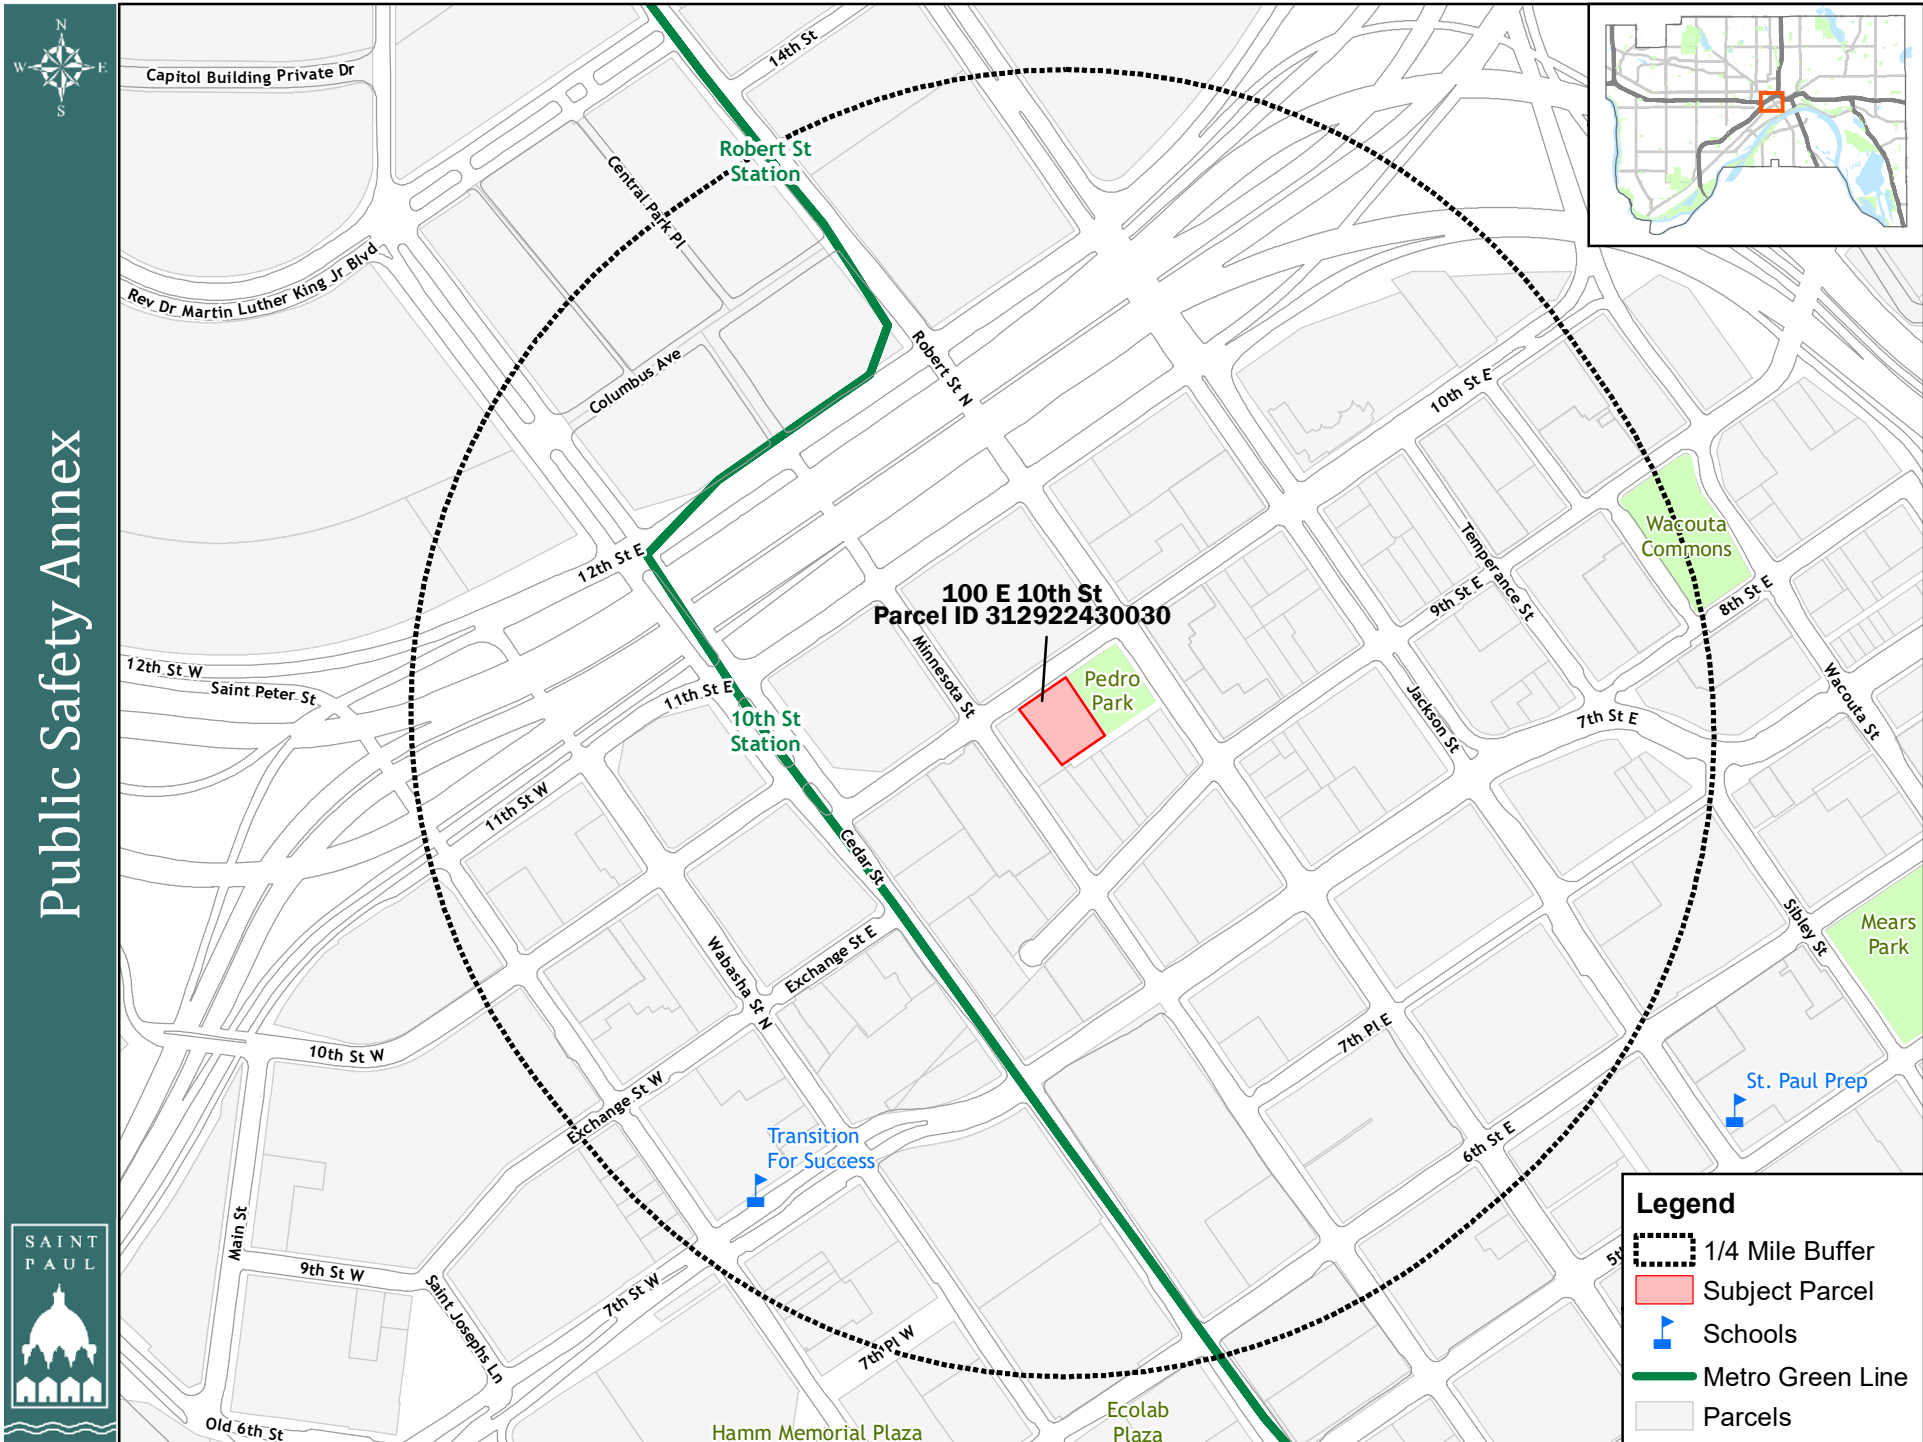 N
W
E
S
Public Safety Annex
SAINT
PAUL
Capitol Building Private Dr
14th St
Robert St
Station
Central Park Pl
Rev Dr Martin Luther King Jr Blvd
Columbus Ave
Robert St N
10th St E
Wacouta
Commons
12th St E
Temperance St
100 E 10th St
Parcel ID 312922430030
9th St E
8th St E
12th St W
Saint Peter St
11th St E
Minnesota St
Pedro
Park
Jackson St
7th St E
Wacouta St
10th St
Station
11th St W
Cedar St
Sibley St
Mears
Park
Wabasha St N
Exchange St E
10th St W
7th Pl E
Exchange St W
St. Paul Prep
Transition
For Success
6th St E
Main St
9th St W
Saint Josephs Ln
7th St W
7th Pl W
5t
Old 6th St
Hamm Memorial Plaza
Ecolab
Plaza
Legend
1/4 Mile Buffer
Subject Parcel
Schools
Metro Green Line
Parcels